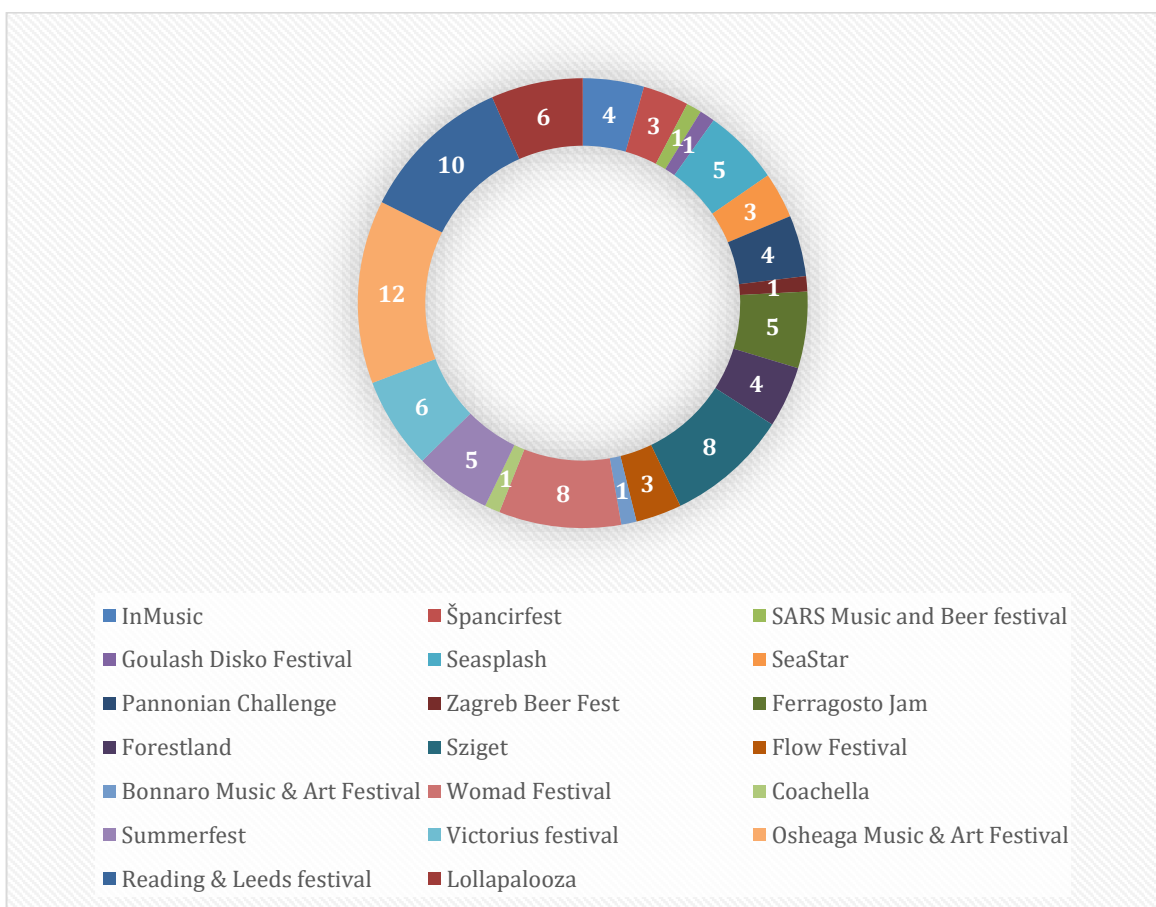 4
3
1
1
5
3
4
1
5
4
8
3
1
8
1
5
6
12
10
6
InMusic Špancirfest SARS Music and Beer festival
Goulash Disko Festival Seasplash SeaStar
Pannonian Challenge Zagreb Beer Fest Ferragosto Jam
Forestland Sziget Flow Festival
Bonnaro Music & Art Festival Womad Festival Coachella
Summerfest Victorius festival Osheaga Music & Art Festival
Reading & Leeds festival Lollapalooza